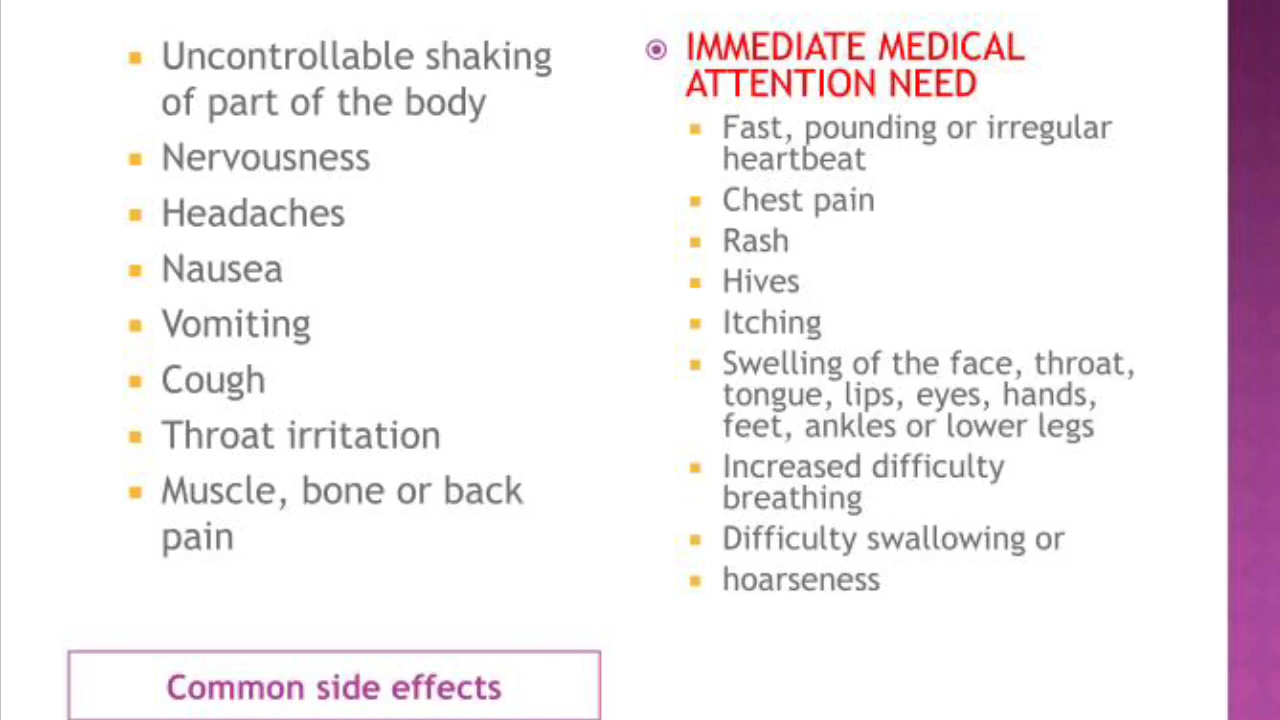 Uncontrollable shaking
of part of the body
Nervousness
Headaches
Nausea
Vomiting
Cough
Throat irritation
Muscle, bone or back
pain
Common side effects
IMMEDIATE MEDICAL
ATTENTION NEED
Fast, pounding or irregular
heartbeat
Chest pain
Rash
Hives
Itching
Swelling of the face, throat,
tongue, lips, eyes, hands,
feet, ankles or lower legs
Increased difficulty
breathing
Difficulty swallowing or
hoarseness